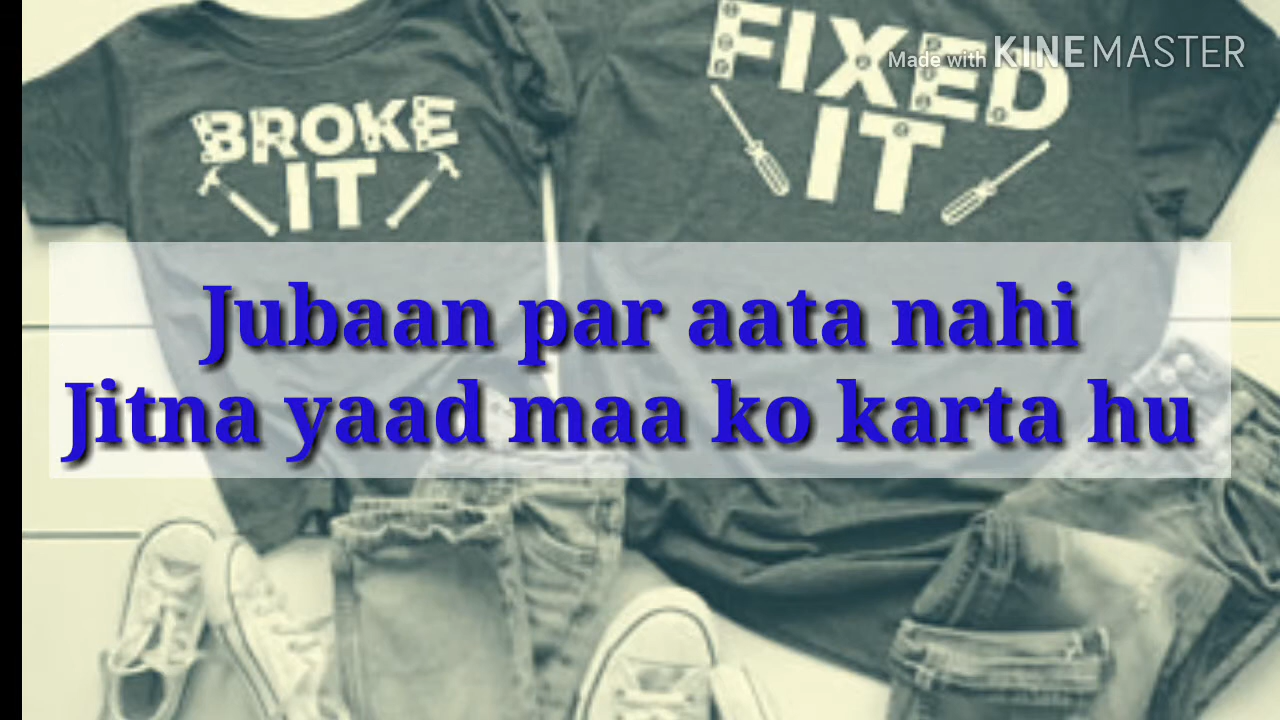 Made with KINEMASTER
BROKE
IT
FIXED
IT
Jubaan par aata nahi
Jitna yaad maa ko karta hu